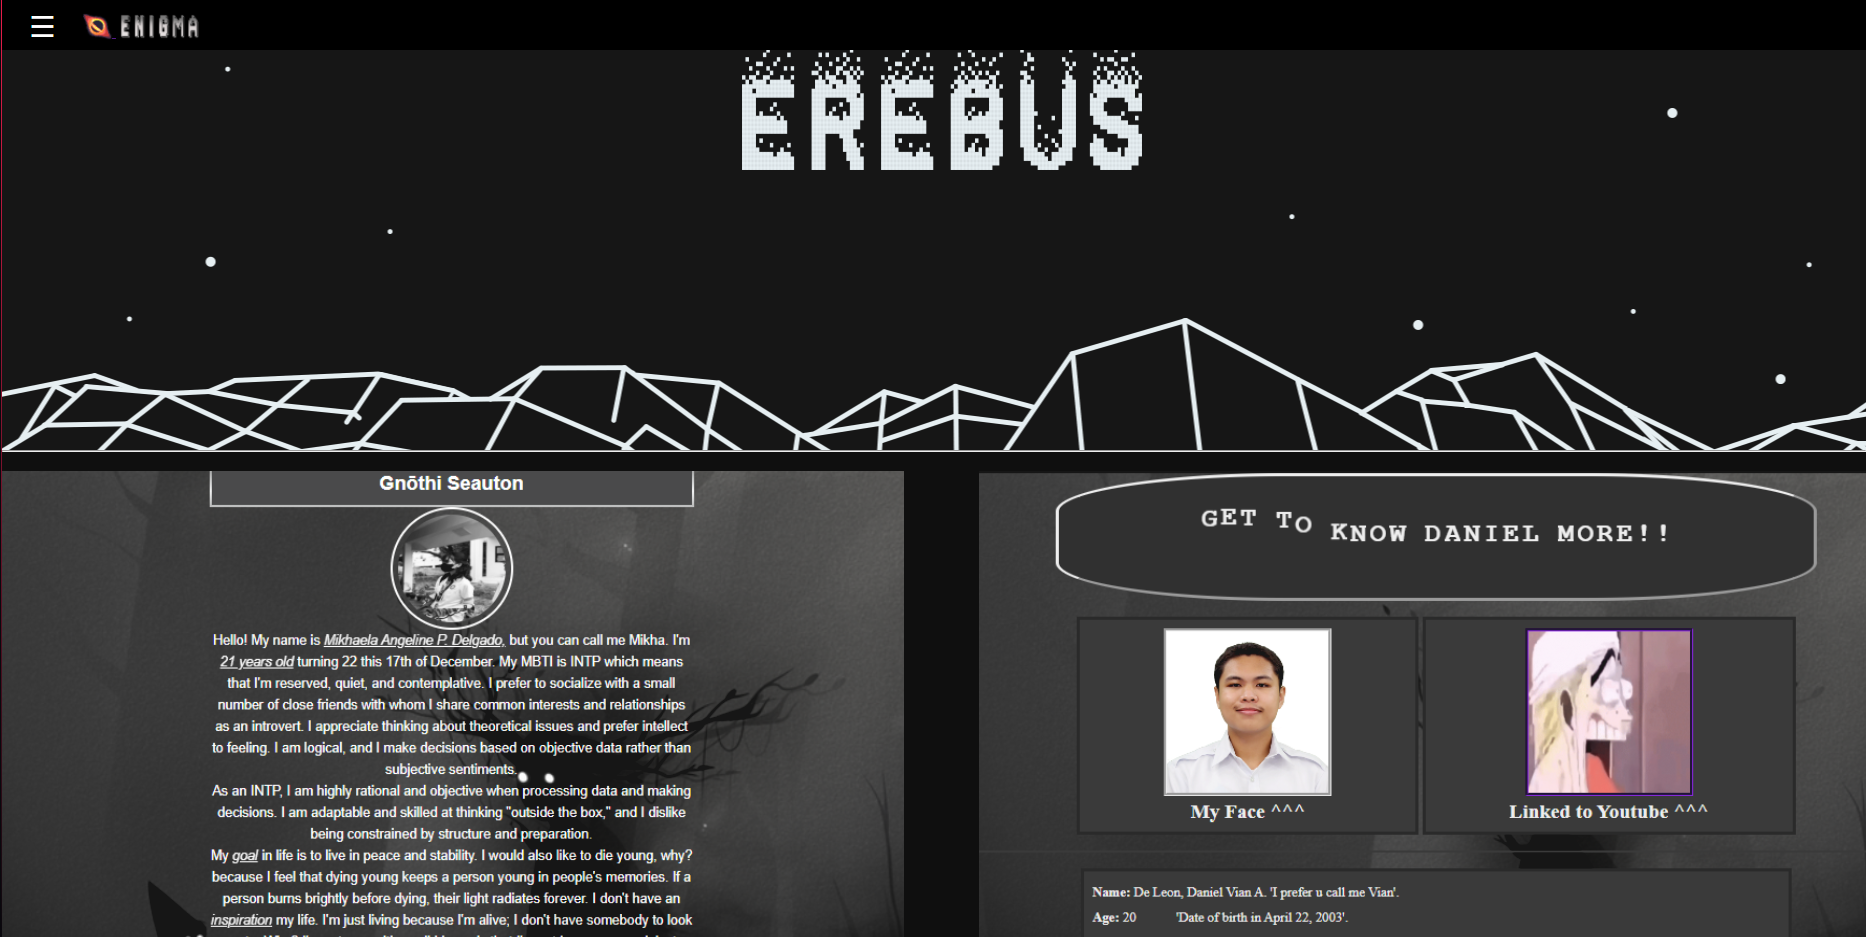 ENIGMA
EREBUS
Gnōthi Seauton
Hello! My name is Mikhaela Angeline P. Delgado, but you can call me Mikha. I'm
21 years old turning 22 this 17th of December. My MBTI is INTP which means
that I'm reserved, quiet, and contemplative. I prefer to socialize with a small
number of close friends with whom I share common interests and relationships
as an introvert. I appreciate thinking about theoretical issues and prefer intellect
to feeling. I am logical, and I make decisions based on objective data rather than
subjective sentiments.
As an INTP, I am highly rational and objective when processing data and making
decisions. I am adaptable and skilled at thinking "outside the box," and I dislike
being constrained by structure and preparation.
My goal in life is to live in peace and stability. I would also like to die young, why?
because I feel that dying young keeps a person young in people's memories. If a
person burns brightly before dying, their light radiates forever. I don't have an
inspiration my life. I'm just living because I'm alive; I don't have somebody to look
GET TO KNOW DANIEL MORE!!
My Face ^^^
Linked to Youtube ^^^
Name: De Leon, Daniel Vian A. 'I prefer u call me Vian'.
Age: 20 'Date of birth in April 22, 2003'.